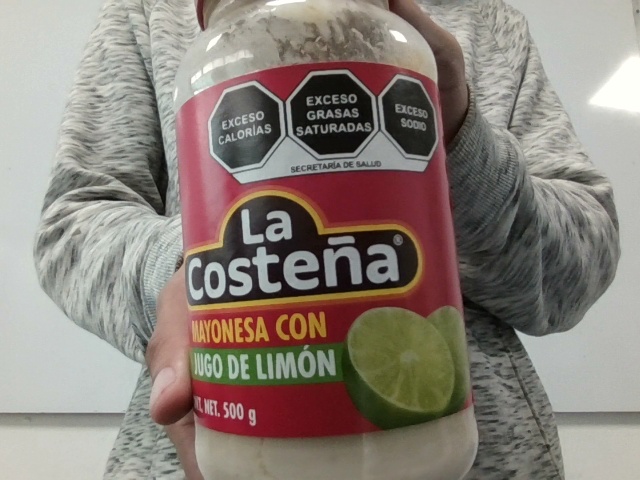 EXCESO
CALORÍAS
EXCESO
GRASAS
SATURADAS
EXCESO
SODIO
SECRETARÍA DE SALUD
La
Costeña®
MAYONESA CON
JUGO DE LIMÓN
NET. 500 g